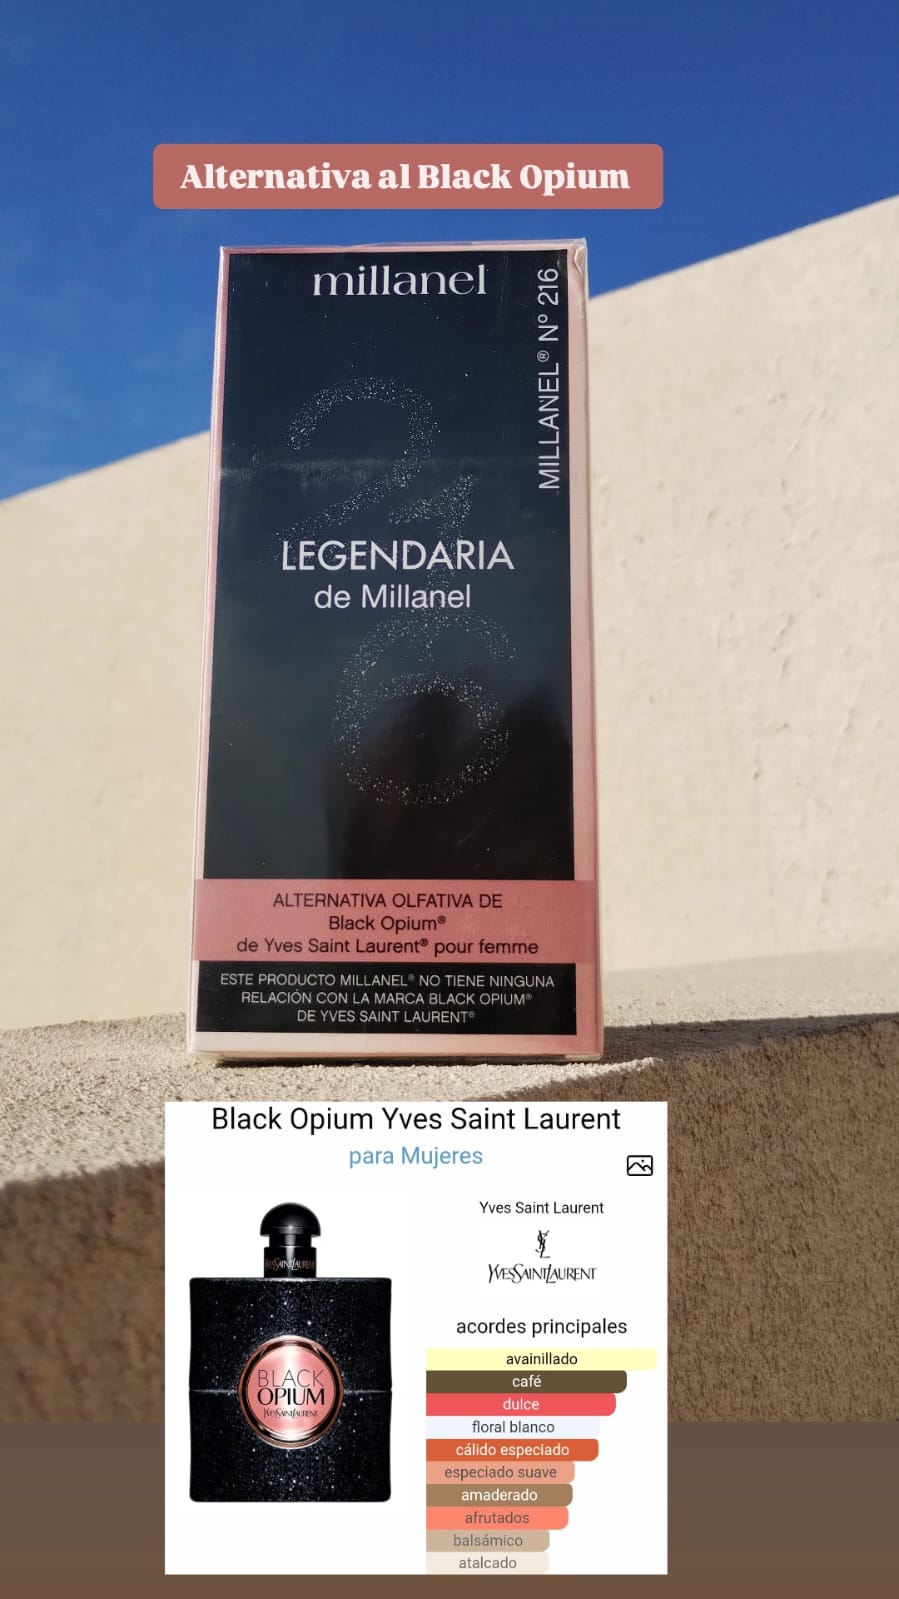 Alternativa al Black Opium
millanel
MILLANEL® Nº 216
216
LEGENDARIA
de Millanel
ALTERNATIVA OLFATIVA DE
Black Opium®
de Yves Saint Laurent® pour femme
ESTE PRODUCTO MILLANEL® NO TIENE NINGUNA
RELACIÓN CON LA MARCA BLACK OPIUM®
DE YVES SAINT LAURENT®
Black Opium Yves Saint Laurent
para Mujeres
Yves Saint Laurent
YSL
YVESSAINTLAURENT
acordes principales
YVESSAINTLAURENT
BLACK
OPIUM
YVESSAINTLAURENT
avainillado
café
dulce
floral blanco
cálido especiado
especiado suave
amaderado
afrutados
balsámico
atalcado